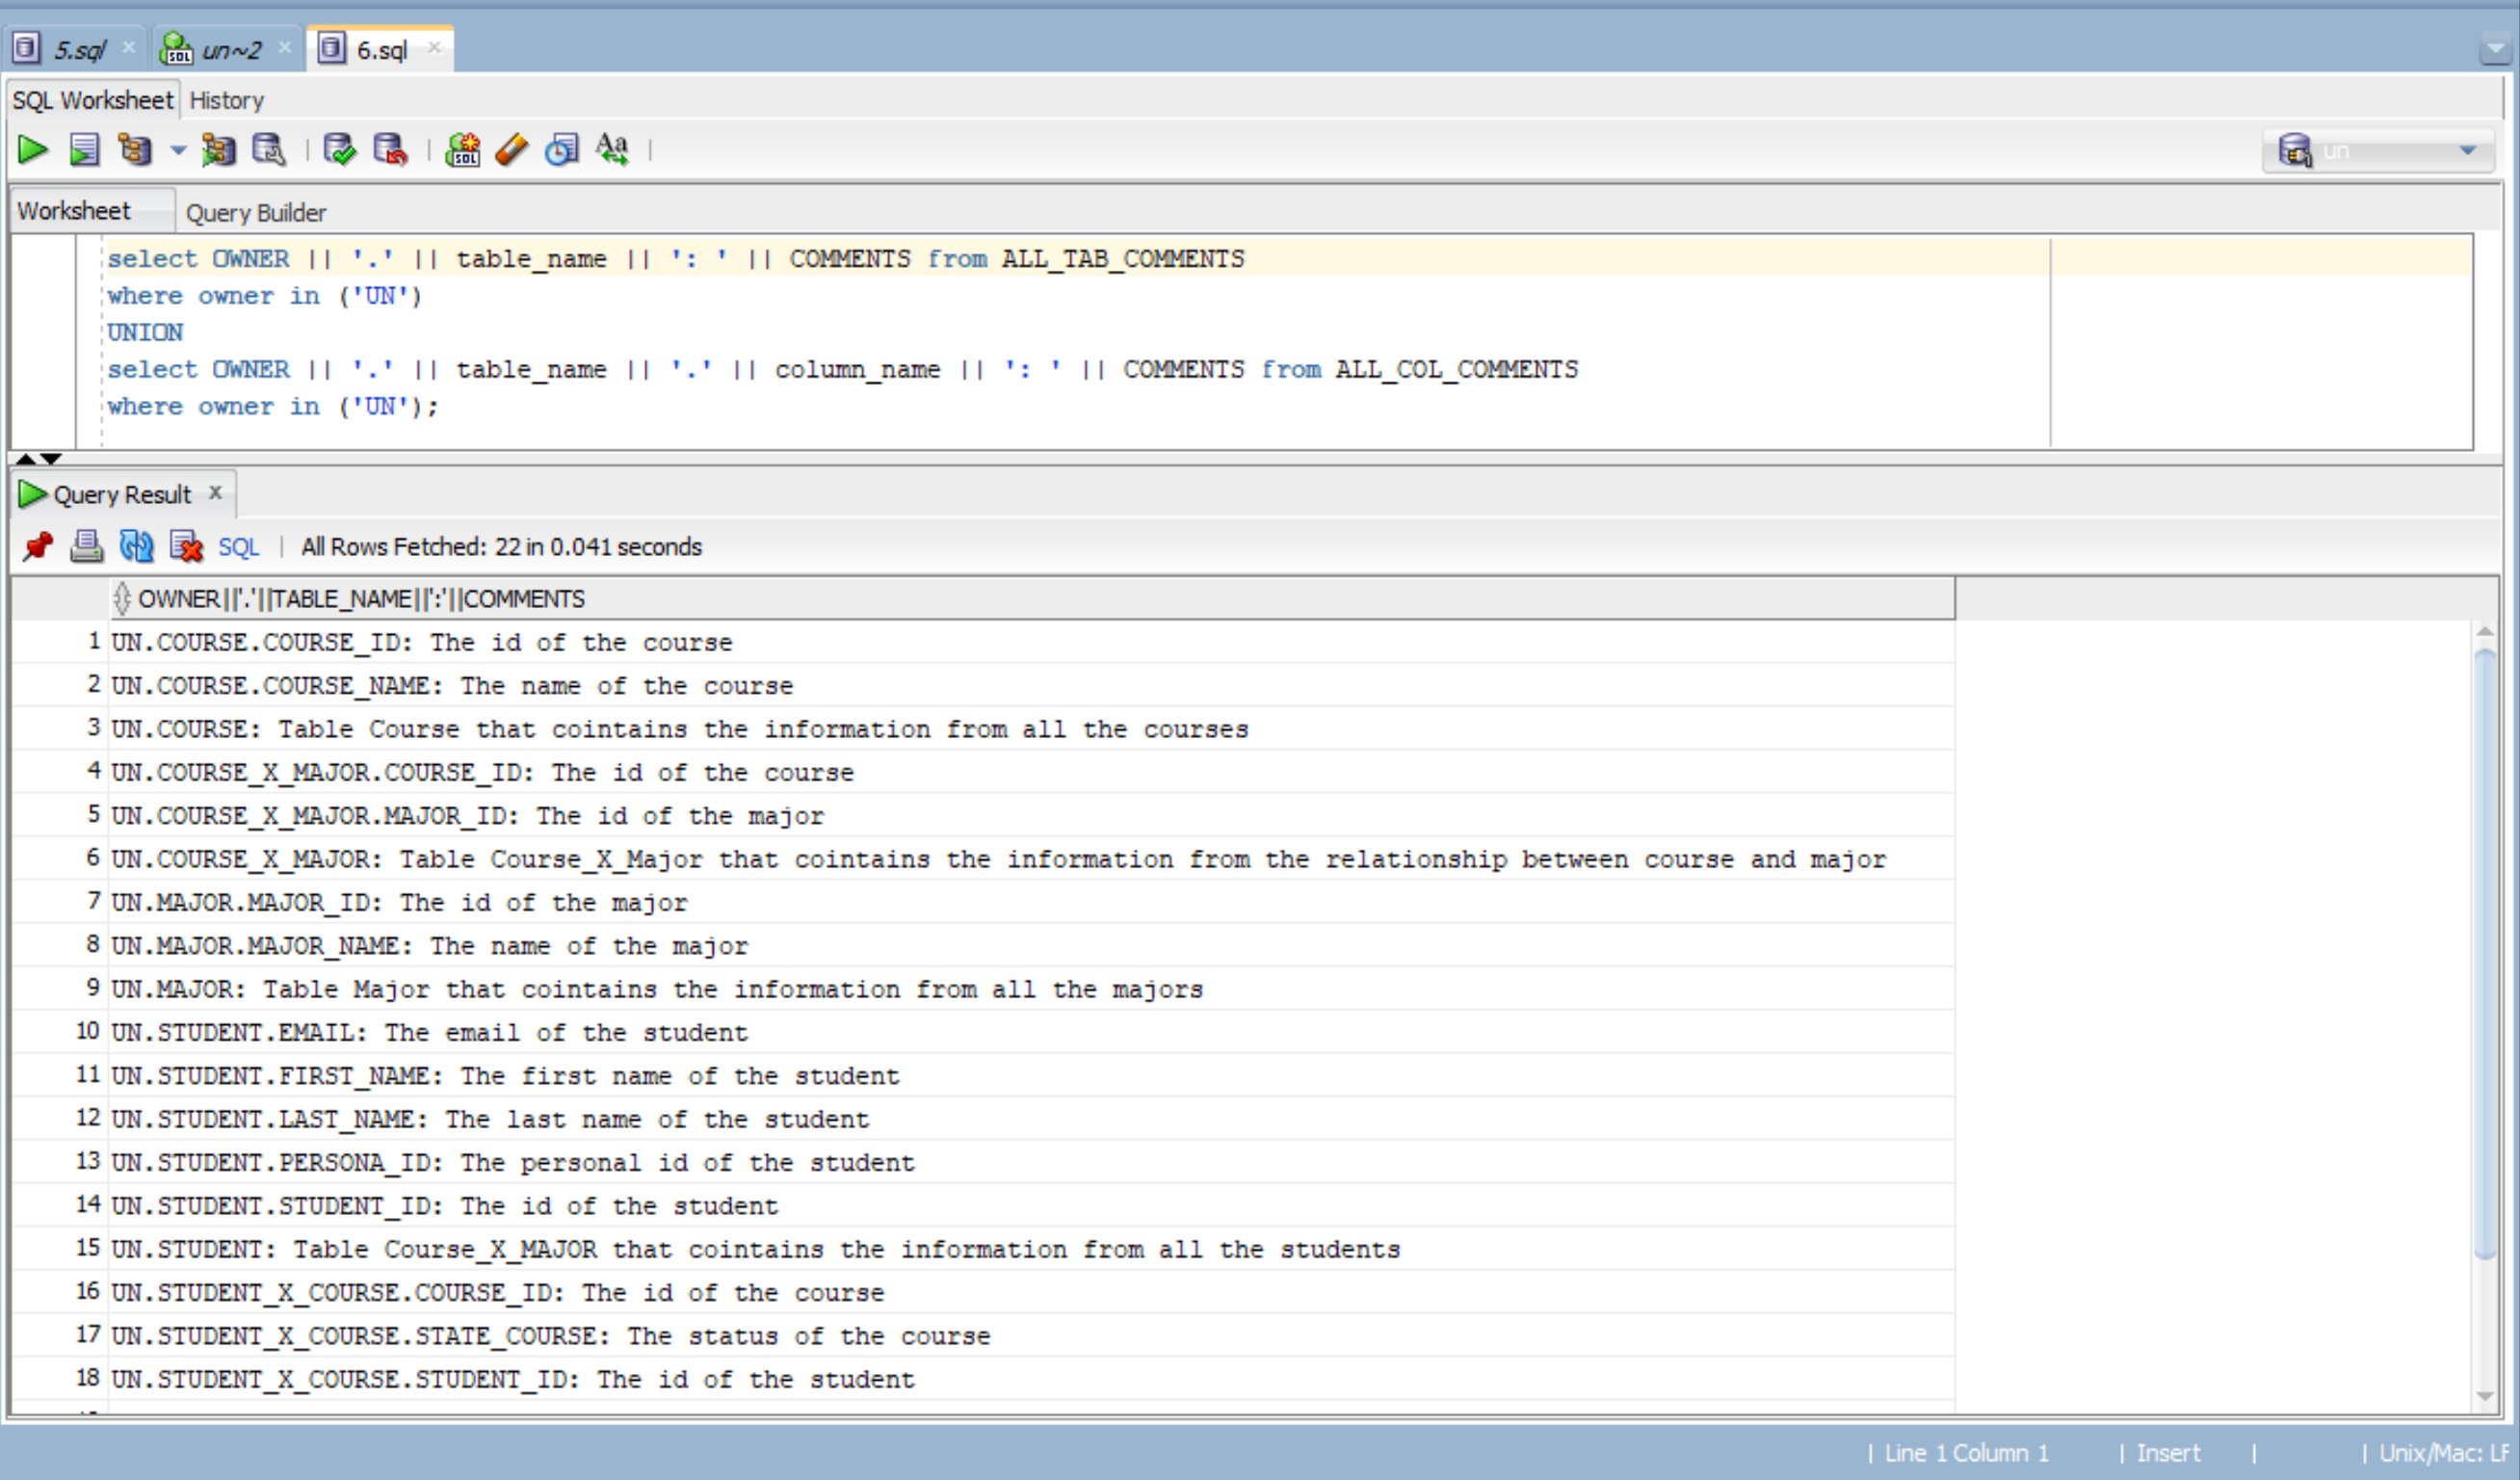 5.sql
un~2
6.sql
SQL Worksheet History
un
Worksheet Query Builder
select OWNER || '.' || table_name || ': ' || COMMENTS from ALL_TAB_COMMENTS
where owner in ('UN')
UNION
select OWNER || '.' || table_name || '.' || column_name || ': ' || COMMENTS from ALL_COL_COMMENTS
where owner in ('UN');
Query Result
SQL | All Rows Fetched: 22 in 0.041 seconds
OWNER||'.'||TABLE_NAME||':'||COMMENTS
1 UN.COURSE.COURSE_ID: The id of the course
2 UN.COURSE.COURSE_NAME: The name of the course
3 UN.COURSE: Table Course that cointains the information from all the courses
4 UN.COURSE_X_MAJOR.COURSE_ID: The id of the course
5 UN.COURSE_X_MAJOR.MAJOR_ID: The id of the major
6 UN.COURSE_X_MAJOR: Table Course_X_Major that cointains the information from the relationship between course and major
7 UN.MAJOR.MAJOR_ID: The id of the major
8 UN.MAJOR.MAJOR_NAME: The name of the major
9 UN.MAJOR: Table Major that cointains the information from all the majors
10 UN.STUDENT.EMAIL: The email of the student
11 UN.STUDENT.FIRST_NAME: The first name of the student
12 UN.STUDENT.LAST_NAME: The last name of the student
13 UN.STUDENT.PERSONA_ID: The personal id of the student
14 UN.STUDENT.STUDENT_ID: The id of the student
15 UN.STUDENT: Table Course_X_MAJOR that cointains the information from all the students
16 UN.STUDENT_X_COURSE.COURSE_ID: The id of the course
17 UN.STUDENT_X_COURSE.STATE_COURSE: The status of the course
18 UN.STUDENT_X_COURSE.STUDENT_ID: The id of the student
| Line 1 Column 1 | Insert | | Unix/Mac: LF